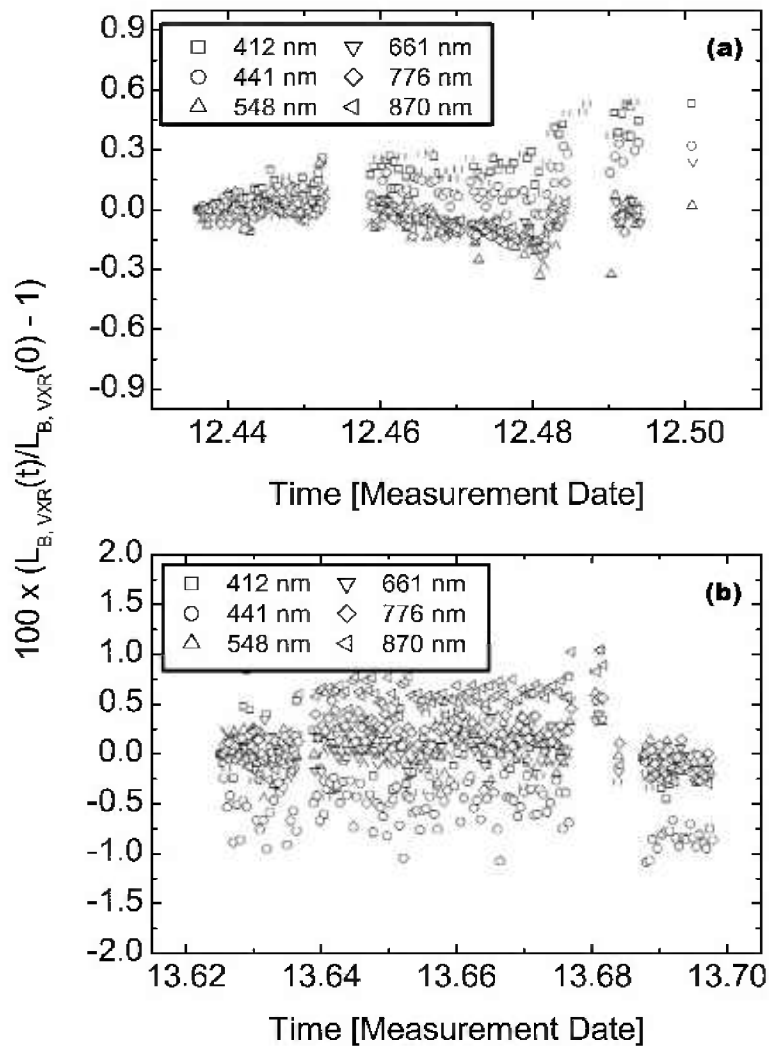 100 x (L_B, VXR(t)/L_B, VXR(0) - 1)
0.9
0.6
0.3
0.0
-0.3
-0.6
-0.9
□ 412 nm ▽ 661 nm
○ 441 nm ◇ 776 nm
△ 548 nm ◁ 870 nm
(a)
12.44 12.46 12.48 12.50
Time [Measurement Date]
2.0
1.5
1.0
0.5
0.0
-0.5
-1.0
-1.5
-2.0
□ 412 nm ▽ 661 nm
○ 441 nm ◇ 776 nm
△ 548 nm ◁ 870 nm
(b)
13.62 13.64 13.66 13.68 13.70
Time [Measurement Date]